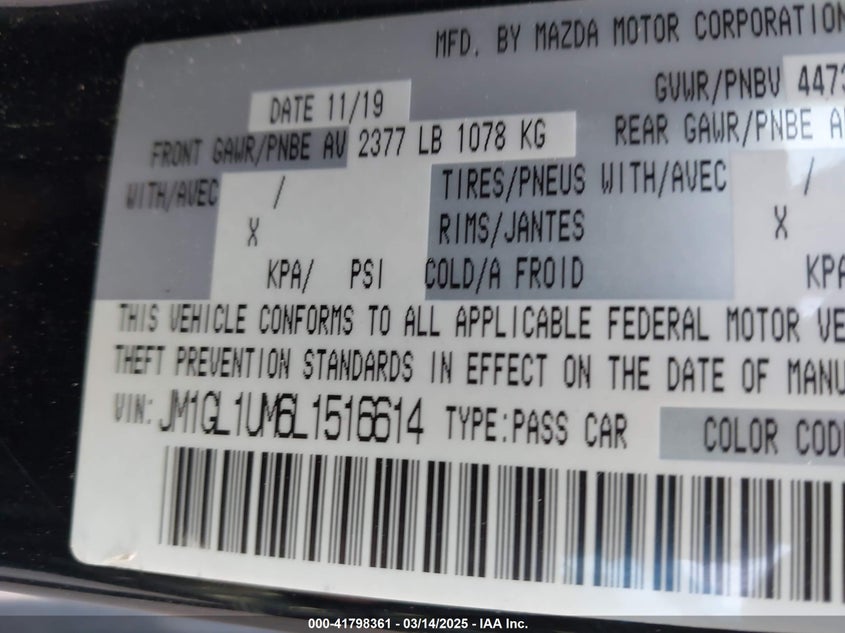 MFD. BY MAZDA MOTOR CORPORATION
DATE 11/19 GVWR/PNBV 4473
FRONT GAWR/PNBE AV 2377 LB 1078 KG REAR GAWR/PNBE A
WITH/AVEC / TIRES/PNEUS WITH/AVEC /
X RIMS/JANTES X
KPA/ PSI COLD/A FROID KPA
THIS VEHICLE CONFORMS TO ALL APPLICABLE FEDERAL MOTOR VE
THEFT PREVENTION STANDARDS IN EFFECT ON THE DATE OF MANU
VIN: JM1GL1UM6L1516614 TYPE:PASS CAR COLOR CODE
000-41798361 - 03/14/2025 - IAA Inc.